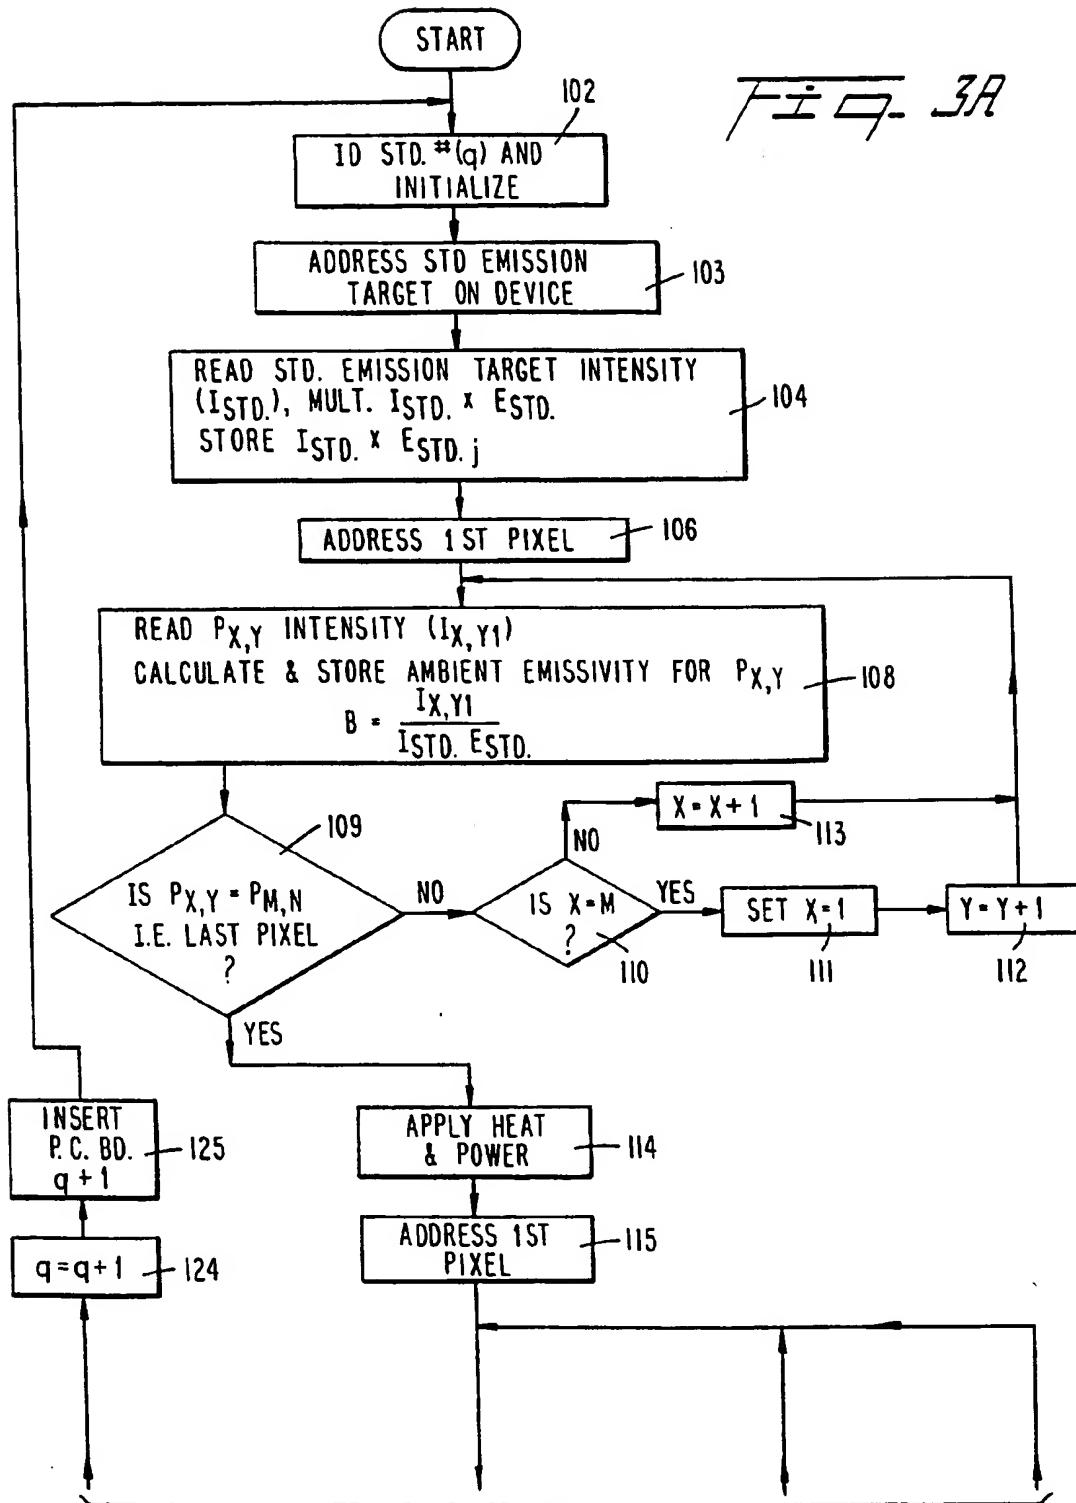 START
Fig. 3A
102
ID STD. #(q) AND
INITIALIZE
ADDRESS STD EMISSION
TARGET ON DEVICE
103
READ STD. EMISSION TARGET INTENSITY
(ISTD.), MULT. ISTD. x ESTD.
STORE ISTD. x ESTD. j
104
ADDRESS 1ST PIXEL
106
READ PX,Y INTENSITY (IX,Y1)
CALCULATE & STORE AMBIENT EMISSIVITY FOR PX,Y
B = IX,Y1
ISTD. ESTD.
108
109
IS PX,Y = PM,N
I.E. LAST PIXEL
?
NO
IS X=M
?
110
NO
X=X+1
113
YES
SET X=1
111
Y=Y+1
112
YES
INSERT
P.C. BD.
q+1
125
APPLY HEAT
& POWER
114
q=q+1
124
ADDRESS 1ST
PIXEL
115